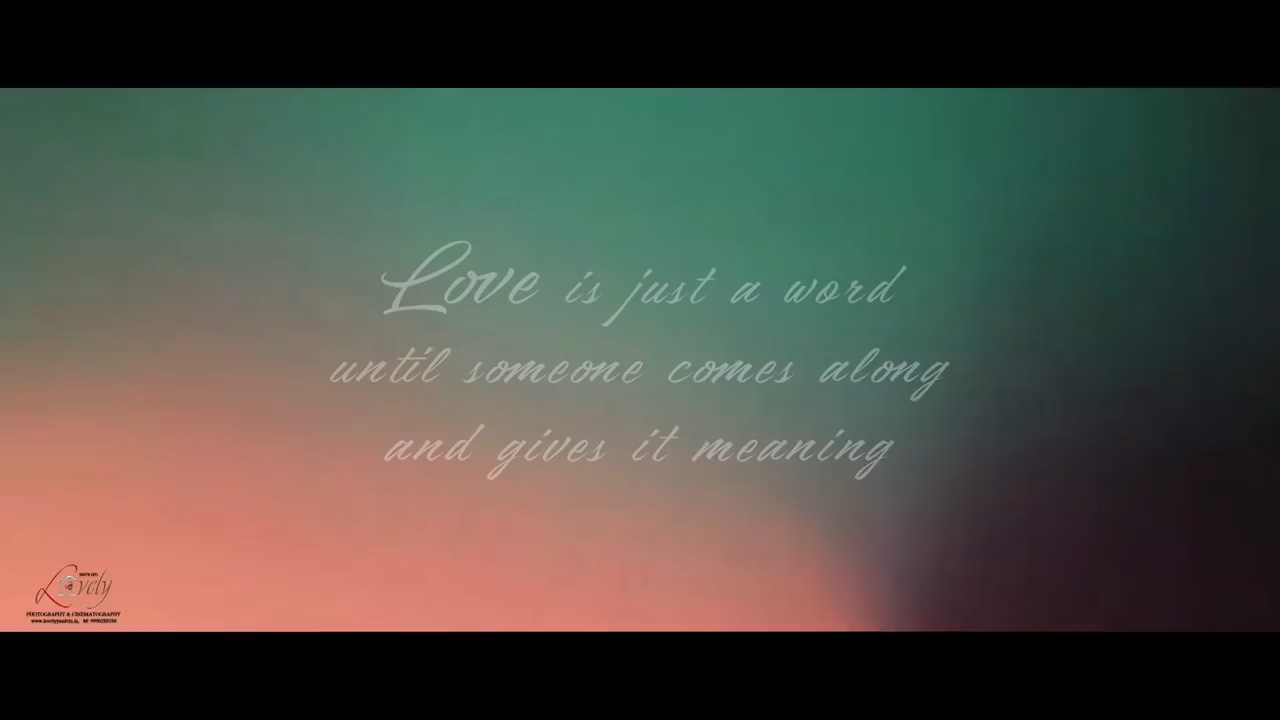 Love is just a word
until someone comes along
and gives it meaning
Lovely
PHOTOGRAPHY & CINEMATOGRAPHY